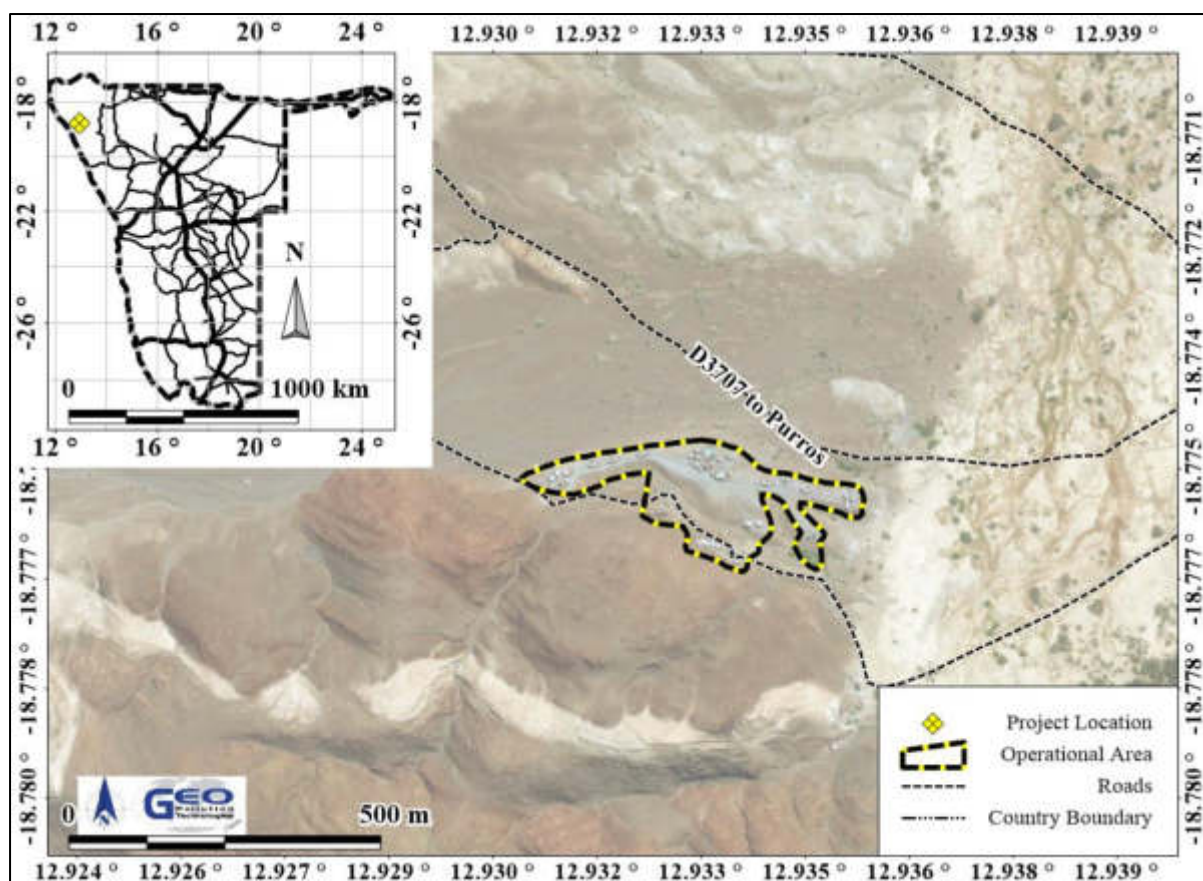 12 ° 16 ° 20 ° 24 °
12.930 ° 12.932 ° 12.933 ° 12.935 ° 12.936 ° 12.938 ° 12.939 °
-18 °
-18 °
-22 °
-22 °
-26 °
-26 °
N
0 1000 km
12 ° 16 ° 20 ° 24 °
-18.771 °
-18.772 °
-18.774 °
-18.775 °
-18.777 °
-18.778 °
-18.780 °
D3707 to Purros
-18.777 °
-18.778 °
-18.780 °
Project Location
Operational Area
Roads
Country Boundary
GEO
Pollution
Technologies
0 500 m
12.924 ° 12.926 ° 12.927 ° 12.929 ° 12.930 ° 12.932 ° 12.933 ° 12.935 ° 12.936 ° 12.938 ° 12.939 °